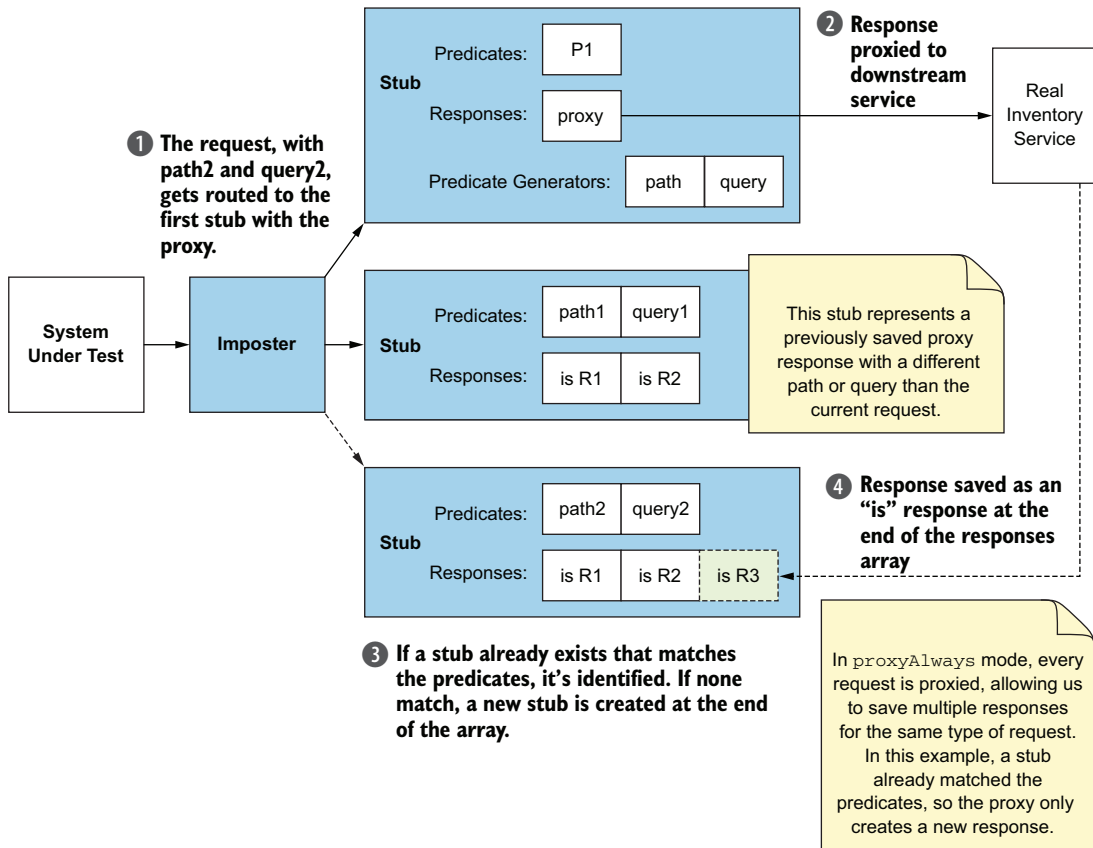 Predicates:
P1
Stub
Responses:
proxy
Predicate Generators:
path
query
2 Response
proxied to
downstream
service
Real
Inventory
Service
1 The request, with
path2 and query2,
gets routed to the
first stub with the
proxy.
System
Under Test
Imposter
Predicates:
path1
query1
Stub
Responses:
is R1
is R2
This stub represents a
previously saved proxy
response with a different
path or query than the
current request.
Predicates:
path2
query2
Stub
Responses:
is R1
is R2
is R3
4 Response saved as an
“is” response at the
end of the responses
array
3 If a stub already exists that matches
the predicates, it’s identified. If none
match, a new stub is created at the end
of the array.
In proxyAlways mode, every
request is proxied, allowing us
to save multiple responses
for the same type of request.
In this example, a stub
already matched the
predicates, so the proxy only
creates a new response.